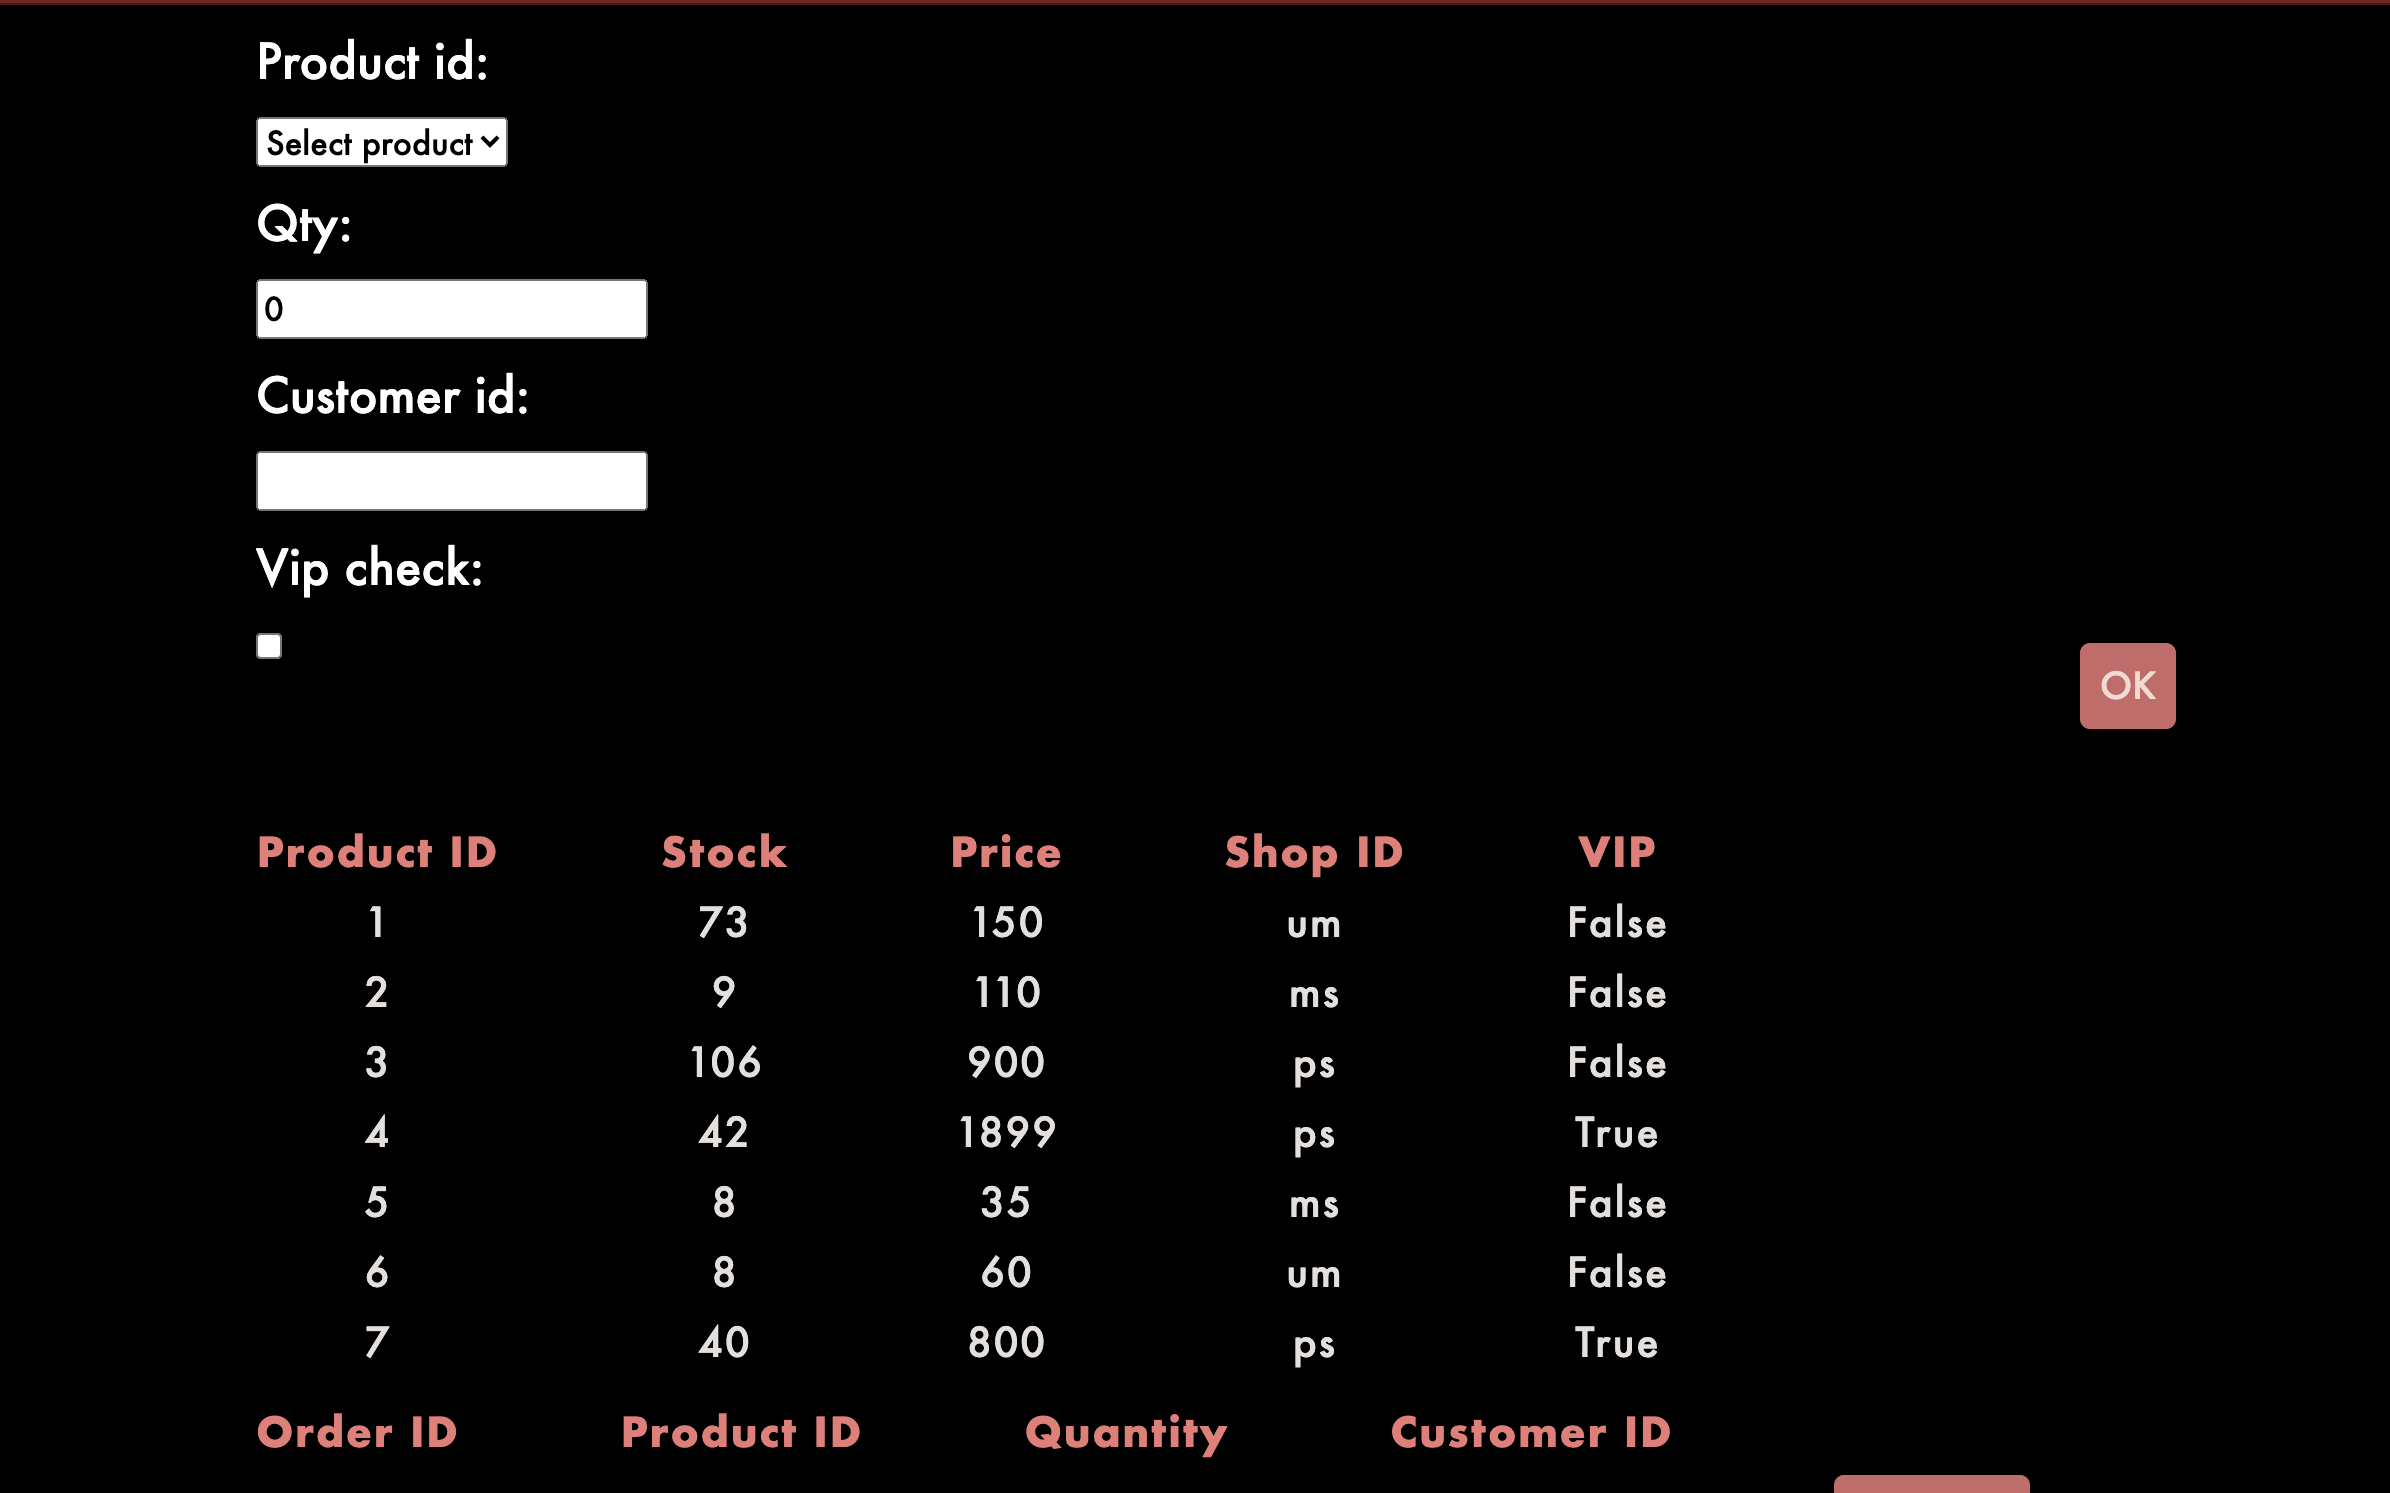 Product id:
Select product
Qty:
0
Customer id:
Vip check:
OK
Product ID Stock Price Shop ID VIP
1 73 150 um False
2 9 110 ms False
3 106 900 ps False
4 42 1899 ps True
5 8 35 ms False
6 8 60 um False
7 40 800 ps True
Order ID Product ID Quantity Customer ID